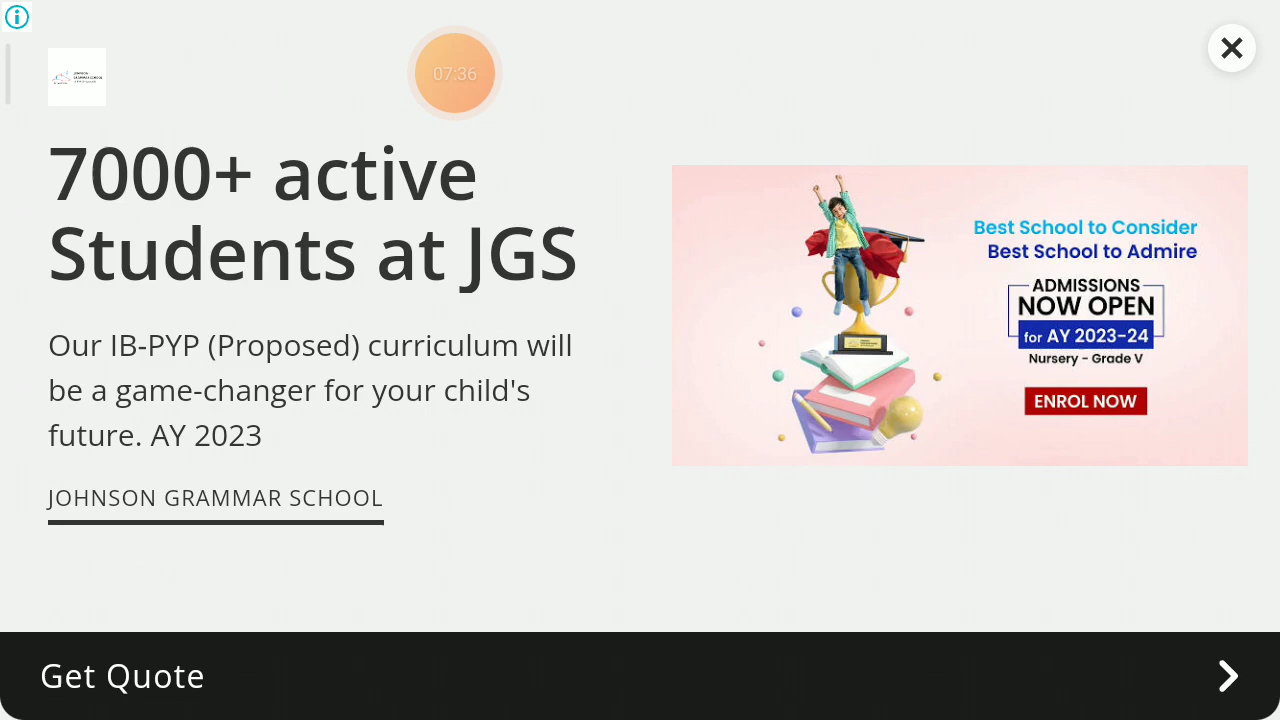 07:36
7000+ active
Students at JGS
Our IB-PYP (Proposed) curriculum will
be a game-changer for your child's
future. AY 2023
JOHNSON GRAMMAR SCHOOL
Best School to Consider
Best School to Admire
ADMISSIONS
NOW OPEN
for AY 2023-24
Nursery - Grade V
ENROL NOW
Get Quote